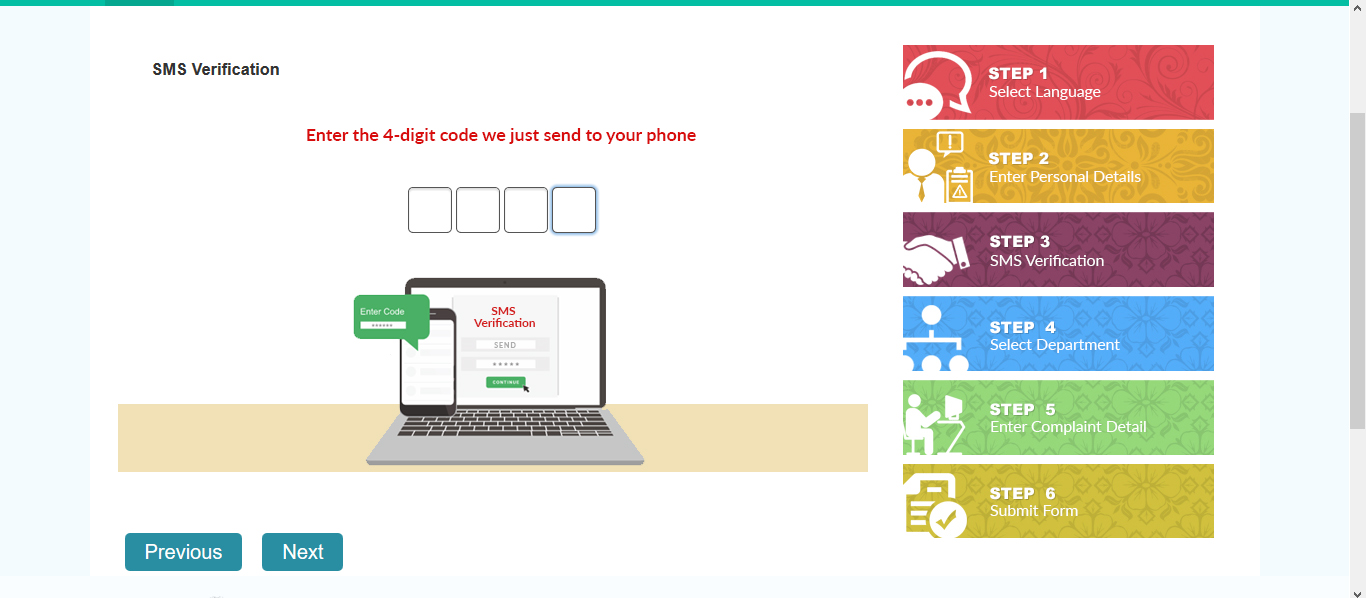 SMS Verification
Enter the 4-digit code we just send to your phone
Enter Code
SMS
Verification
SEND
CONTINUE
Previous
Next
STEP 1
Select Language
STEP 2
Enter Personal Details
STEP 3
SMS Verification
STEP 4
Select Department
STEP 5
Enter Complaint Detail
STEP 6
Submit Form